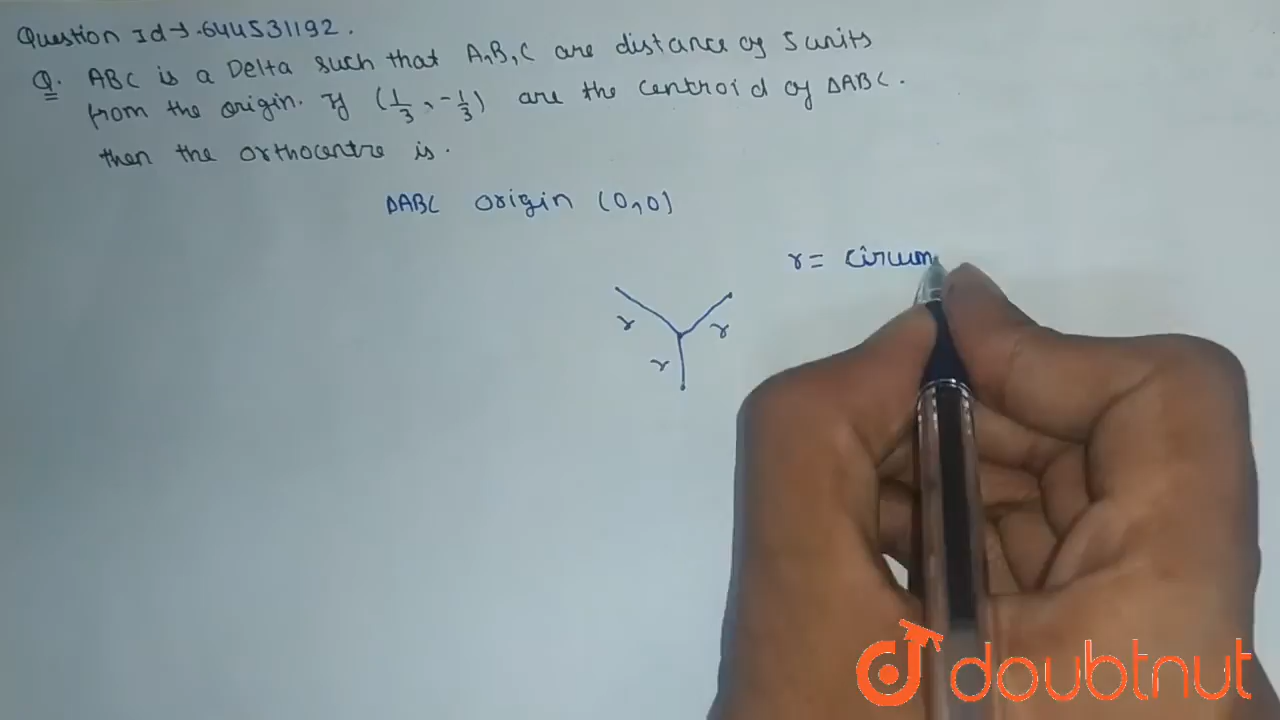 Question Id → .644531192.
Q. ABC is a Delta such that A,B,C are distance of 5 units
from the origin. If (1/3, -1/3) are the centroid of ΔABC.
then the orthocentre is.
ΔABC origin (0,0)
r = Circum
r r
r
doubtnut